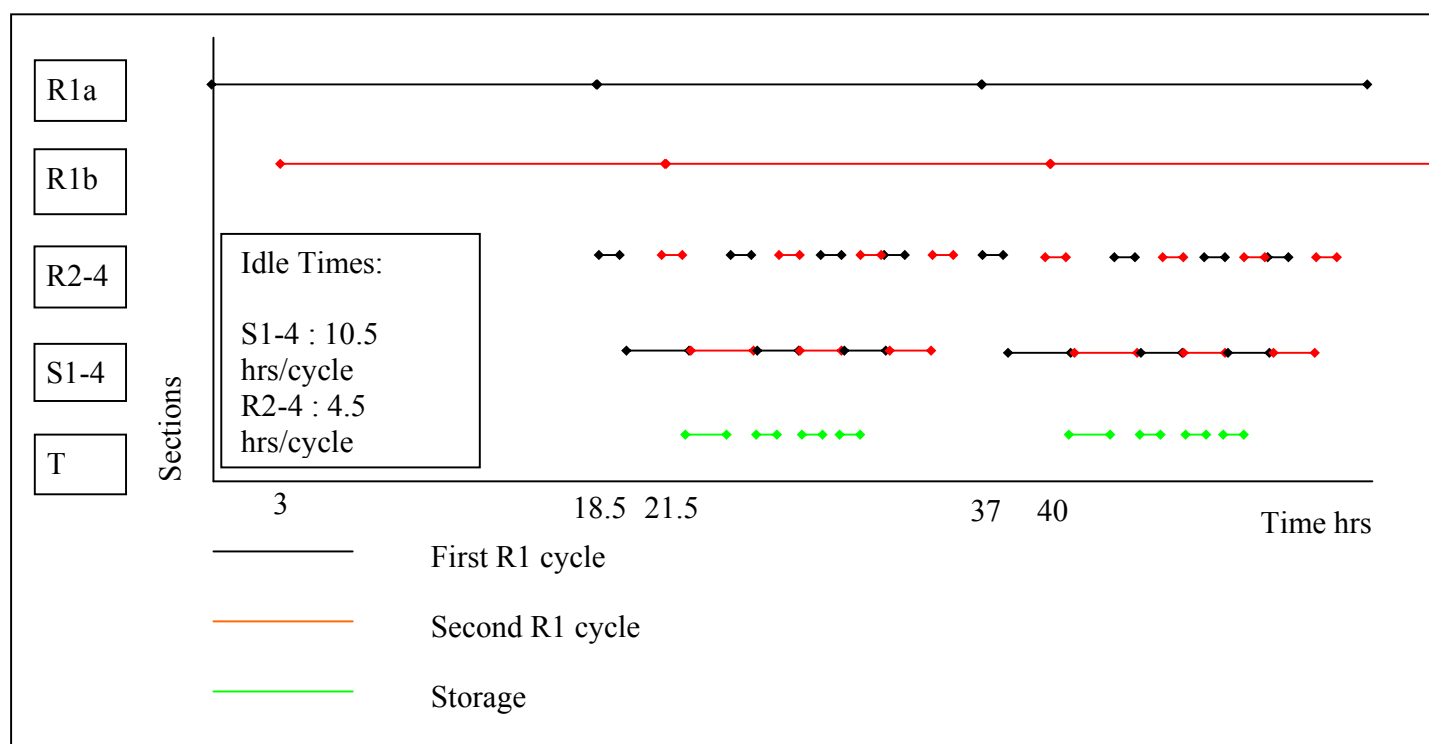 R1a
R1b
R2-4
S1-4
T
Sections
Idle Times:
S1-4 : 10.5
hrs/cycle
R2-4 : 4.5
hrs/cycle
3
18.5
21.5
37
40
Time hrs
First R1 cycle
Second R1 cycle
Storage